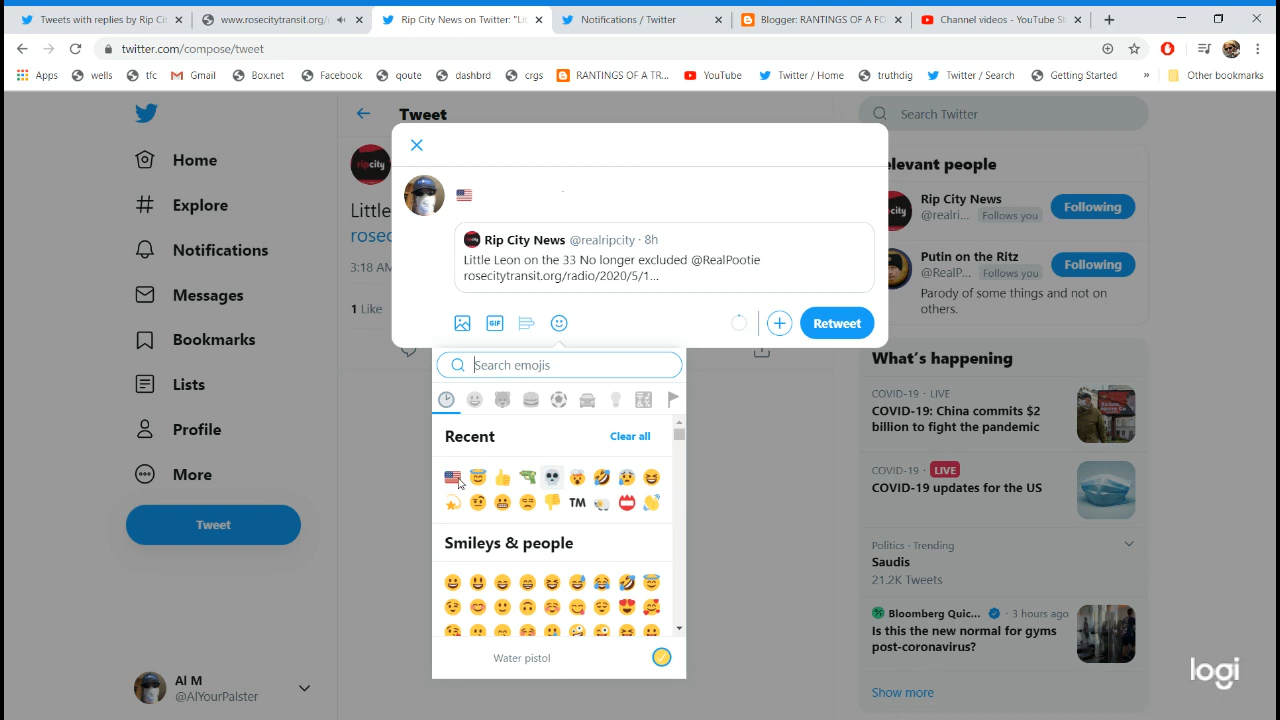 Tweets with replies by Rip Ci
www.rosecitytransit.org/
Rip City News on Twitter: "Li
Notifications / Twitter
Blogger: RANTINGS OF A FO
Channel videos - YouTube St
twitter.com/compose/tweet
Apps
wells
tfc
Gmail
Box.net
Facebook
qoute
dashbrd
crgs
RANTINGS OF A TR...
YouTube
Twitter / Home
truthdig
Twitter / Search
Getting Started
»
Other bookmarks
Home
Explore
Notifications
Messages
Bookmarks
Lists
Profile
More
Tweet
Al M
@AlYourPalster
Tweet
ripcity
Little
rosec
3:18 AM
1 Like
Rip City News @realripcity · 8h
Little Leon on the 33 No longer excluded @RealPootie
rosecitytransit.org/radio/2020/5/1...
GIF
Retweet
Search emojis
Recent
Clear all
TM
Smileys & people
Water pistol
Search Twitter
elevant people
city
Rip City News
@realri... Follows you
Following
Putin on the Ritz
@RealP... Follows you
Following
Parody of some things and not on
others.
What's happening
COVID-19 · LIVE
COVID-19: China commits $2
billion to fight the pandemic
COVID-19 · LIVE
COVID-19 updates for the US
Politics · Trending
Saudis
21.2K Tweets
Bloomberg Quic... · 3 hours ago
Is this the new normal for gyms
post-coronavirus?
Show more
logi